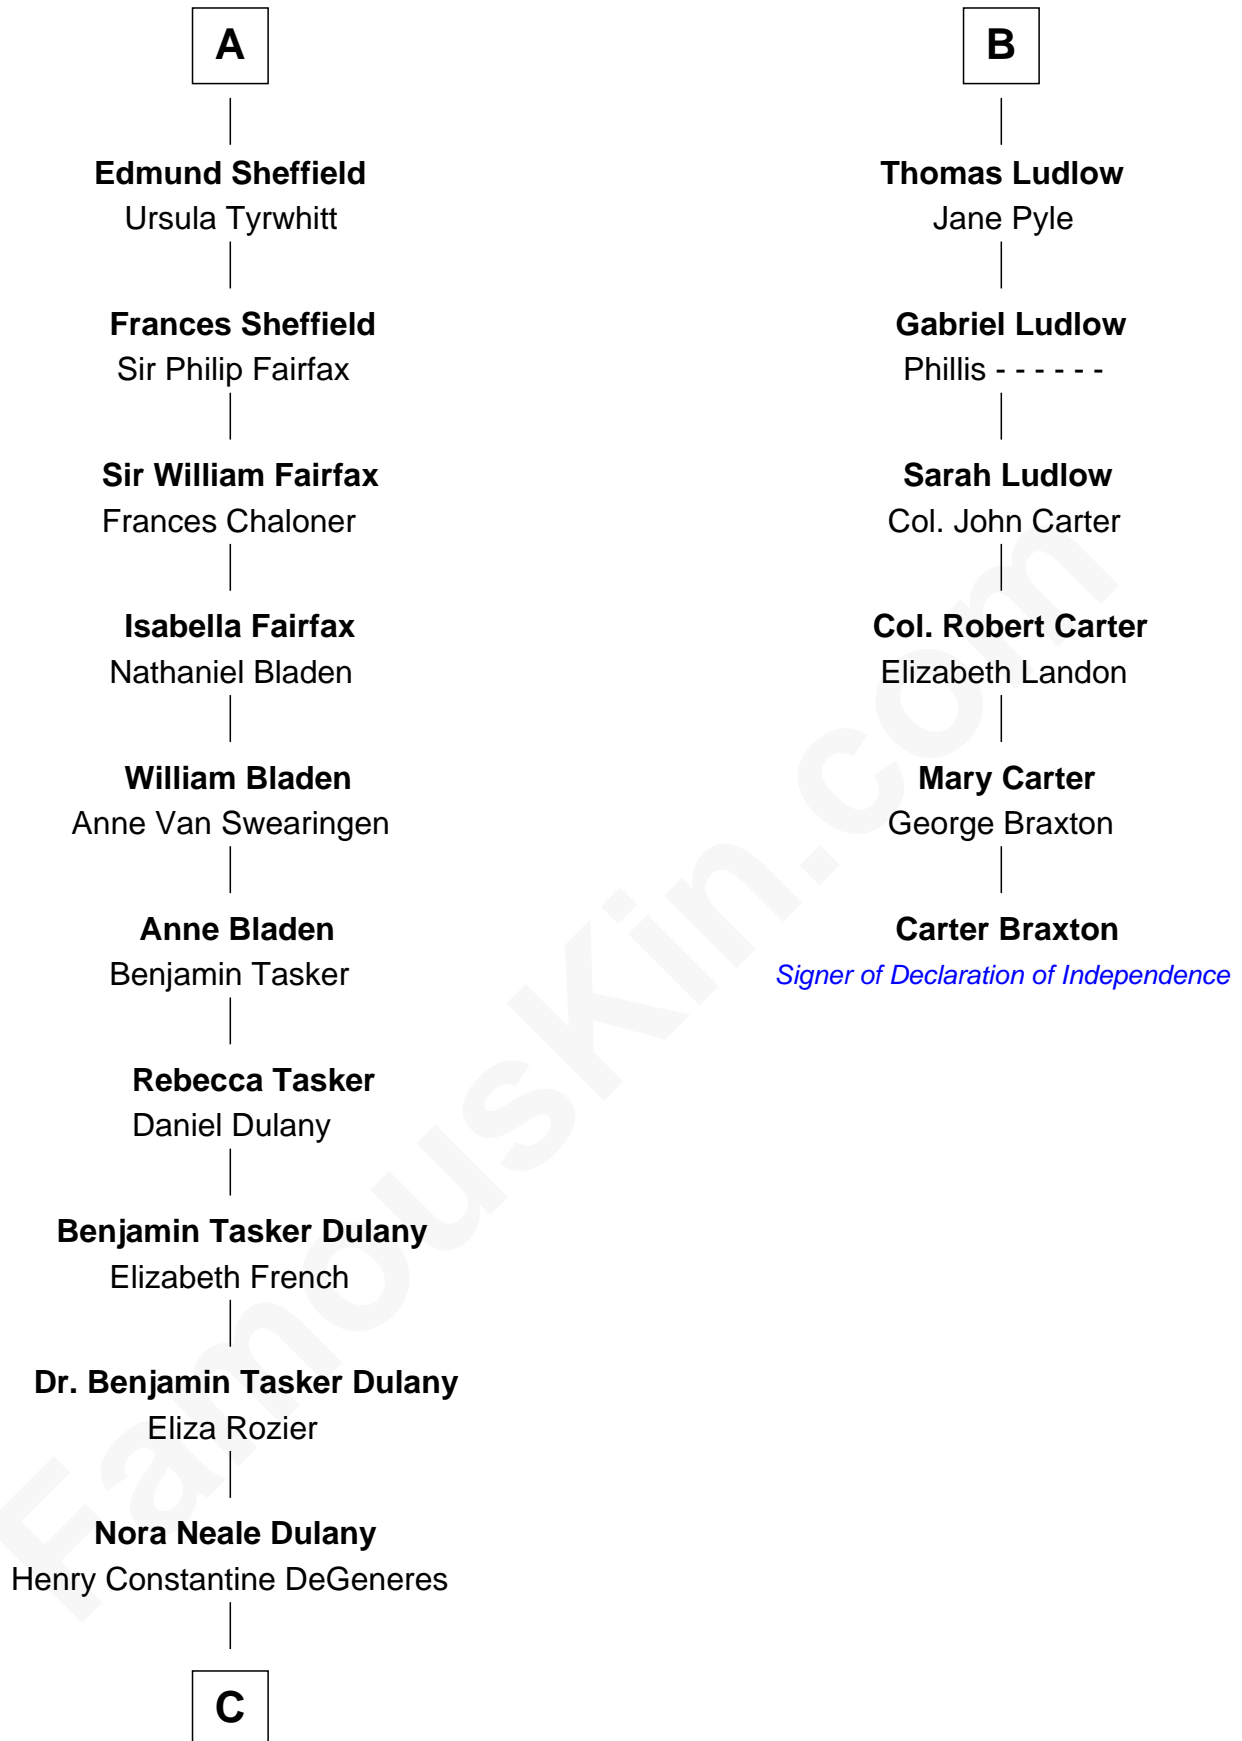 A
Edmund Sheffield
Ursula Tyrwhitt
Frances Sheffield
Sir Philip Fairfax
Sir William Fairfax
Frances Chaloner
Isabella Fairfax
Nathaniel Bladen
William Bladen
Anne Van Swearingen
Anne Bladen
Benjamin Tasker
Rebecca Tasker
Daniel Dulany
Benjamin Tasker Dulany
Elizabeth French
Dr. Benjamin Tasker Dulany
Eliza Rozier
Nora Neale Dulany
Henry Constantine DeGeneres
C
B
Thomas Ludlow
Jane Pyle
Gabriel Ludlow
Phillis - - - - - -
Sarah Ludlow
Col. John Carter
Col. Robert Carter
Elizabeth Landon
Mary Carter
George Braxton
Carter Braxton
Signer of Declaration of Independence
FamousKin.com